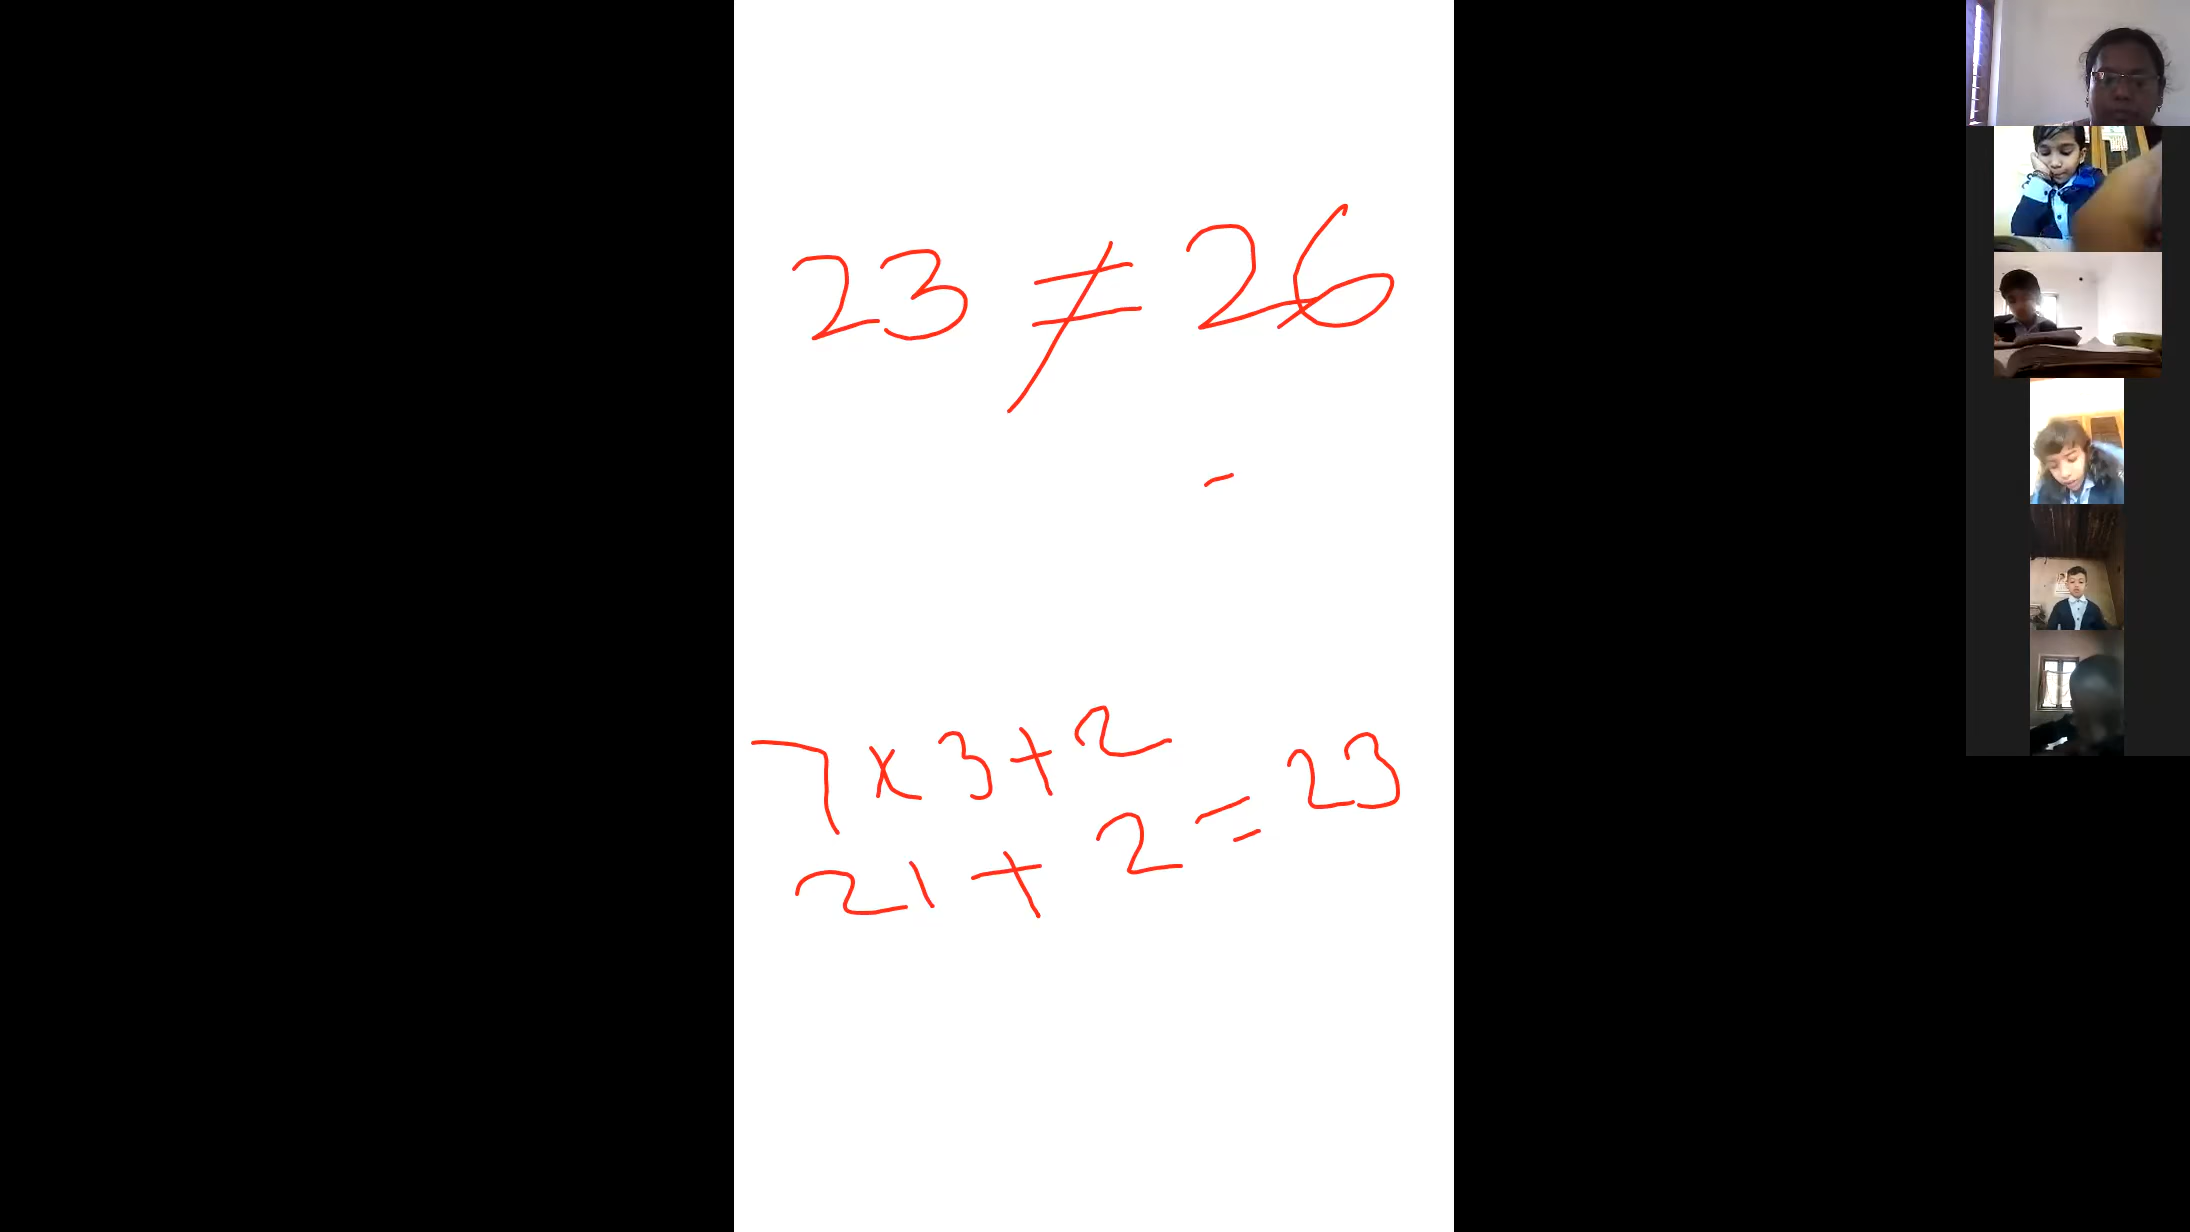 23 ≠ 26
-
7 x 3 + 2
21 + 2 = 23